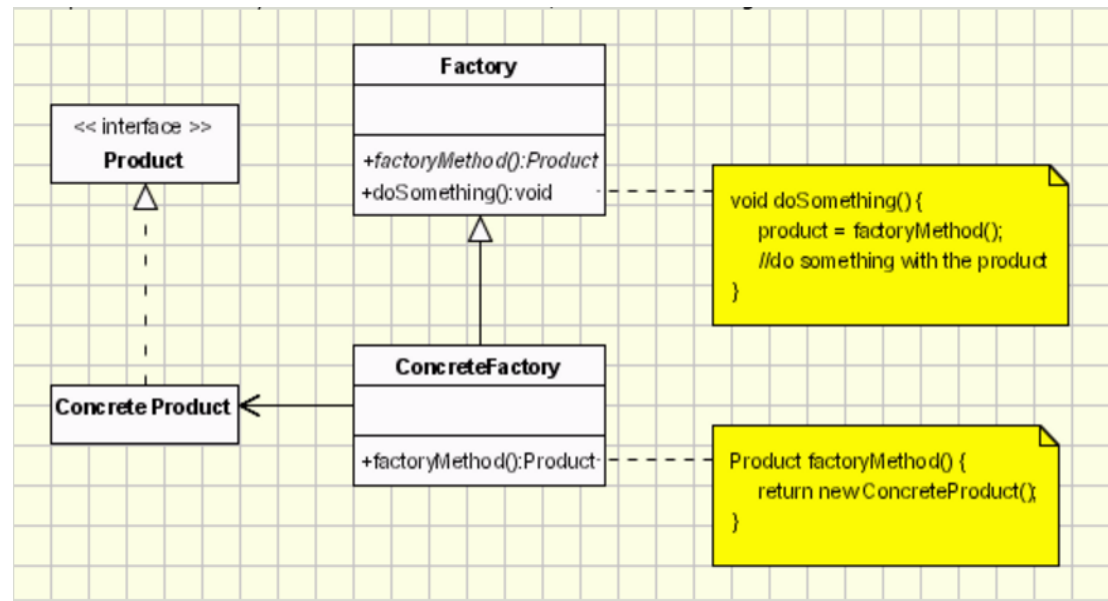 Factory
<< interface >>
Product
+factoryMethod():Product
+doSomething():void
void doSomething() {
product = factoryMethod();
//do something with the product
}
ConcreteFactory
Concrete Product
+factoryMethod():Product
Product factoryMethod() {
return new ConcreteProduct();
}